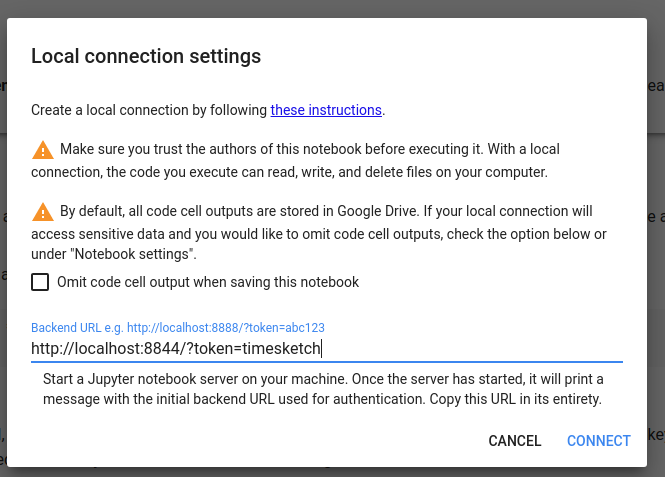 Local connection settings
Create a local connection by following these instructions.
Make sure you trust the authors of this notebook before executing it. With a local
connection, the code you execute can read, write, and delete files on your computer.
By default, all code cell outputs are stored in Google Drive. If your local connection will
access sensitive data and you would like to omit code cell outputs, check the option below or
under "Notebook settings".
Omit code cell output when saving this notebook
Backend URL e.g. http://localhost:8888/?token=abc123
http://localhost:8844/?token=timesketch
Start a Jupyter notebook server on your machine. Once the server has started, it will print a
message with the initial backend URL used for authentication. Copy this URL in its entirety.
CANCEL CONNECT